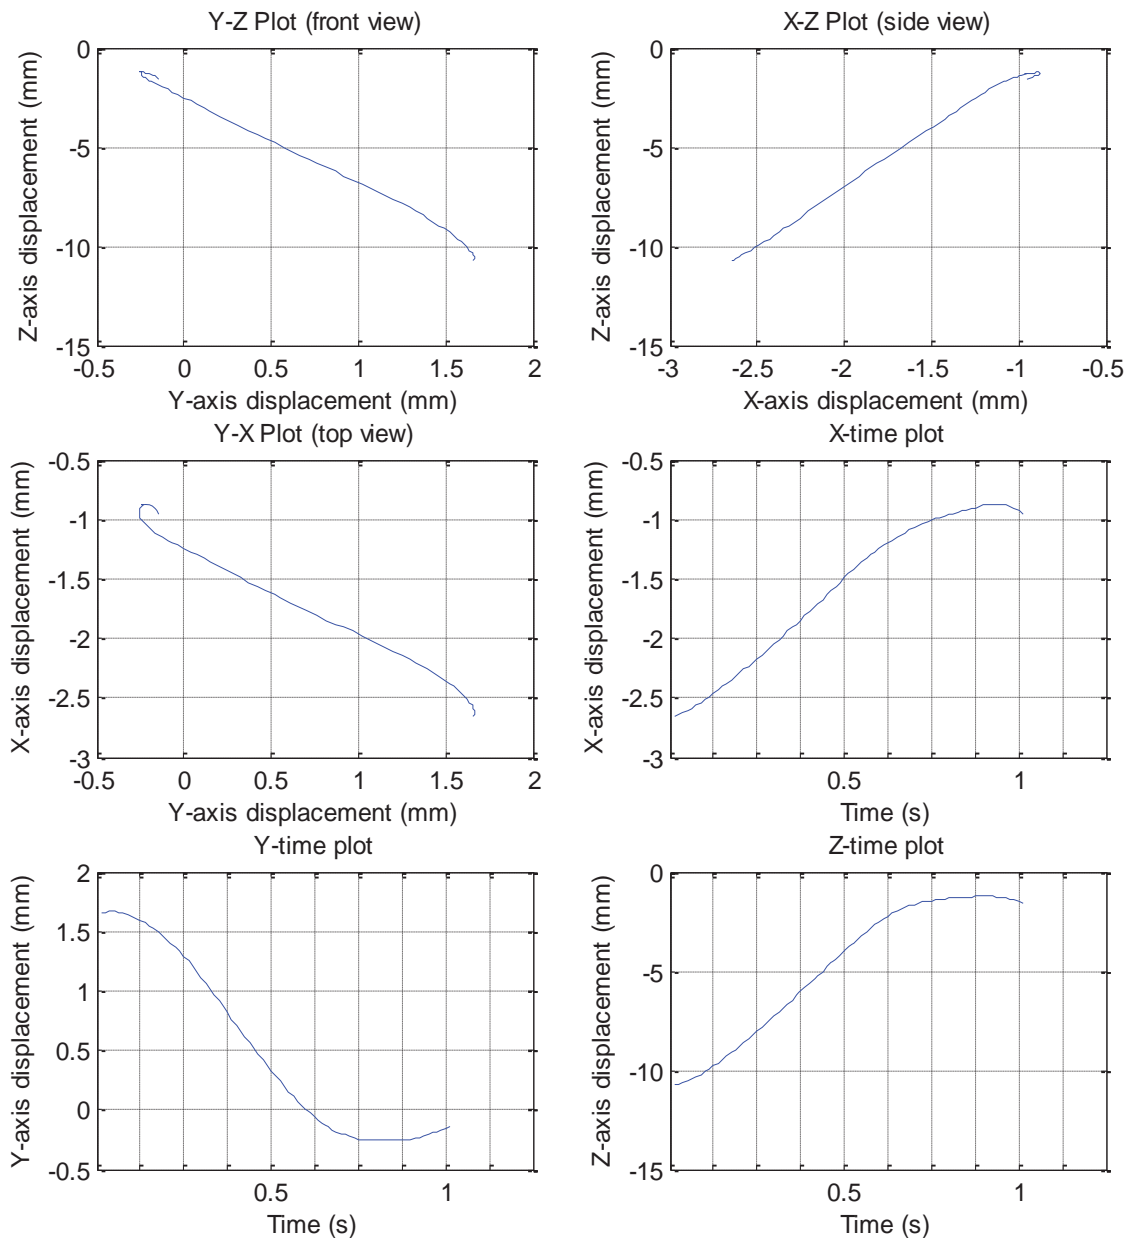 Y-Z Plot (front view)
0
-5
-10
-15
Z-axis displacement (mm)
-0.5 0 0.5 1 1.5 2
Y-axis displacement (mm)
X-Z Plot (side view)
0
-5
-10
-15
Z-axis displacement (mm)
-3 -2.5 -2 -1.5 -1 -0.5
X-axis displacement (mm)
Y-X Plot (top view)
-0.5
-1
-1.5
-2
-2.5
-3
X-axis displacement (mm)
-0.5 0 0.5 1 1.5 2
Y-axis displacement (mm)
X-time plot
-0.5
-1
-1.5
-2
-2.5
-3
X-axis displacement (mm)
0.5 1
Time (s)
Y-time plot
2
1.5
1
0.5
0
-0.5
Y-axis displacement (mm)
0.5 1
Time (s)
Z-time plot
0
-5
-10
-15
Z-axis displacement (mm)
0.5 1
Time (s)